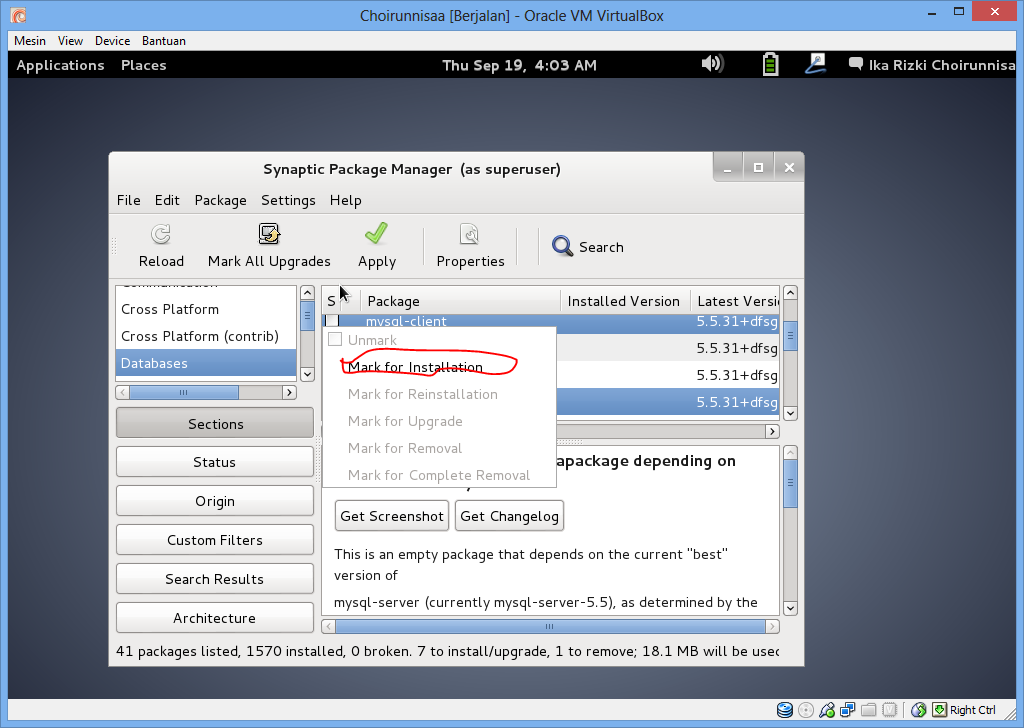 Choirunnisaa [Berjalan] - Oracle VM VirtualBox
Mesin View Device Bantuan
Applications Places Thu Sep 19, 4:03 AM Ika Rizki Choirunnisa
Synaptic Package Manager (as superuser)
File Edit Package Settings Help
Reload Mark All Upgrades Apply Properties Search
Communication
Cross Platform
Cross Platform (contrib)
Databases
Sections
Status
Origin
Custom Filters
Search Results
Architecture
S Package Installed Version Latest Versi
mysql-client 5.5.31+dfsg
5.5.31+dfsg
5.5.31+dfsg
5.5.31+dfsg
Unmark
Mark for Installation
Mark for Reinstallation
Mark for Upgrade
Mark for Removal
Mark for Complete Removal
apackage depending on
Get Screenshot Get Changelog
This is an empty package that depends on the current "best"
version of
mysql-server (currently mysql-server-5.5), as determined by the
41 packages listed, 1570 installed, 0 broken. 7 to install/upgrade, 1 to remove; 18.1 MB will be used
Right Ctrl